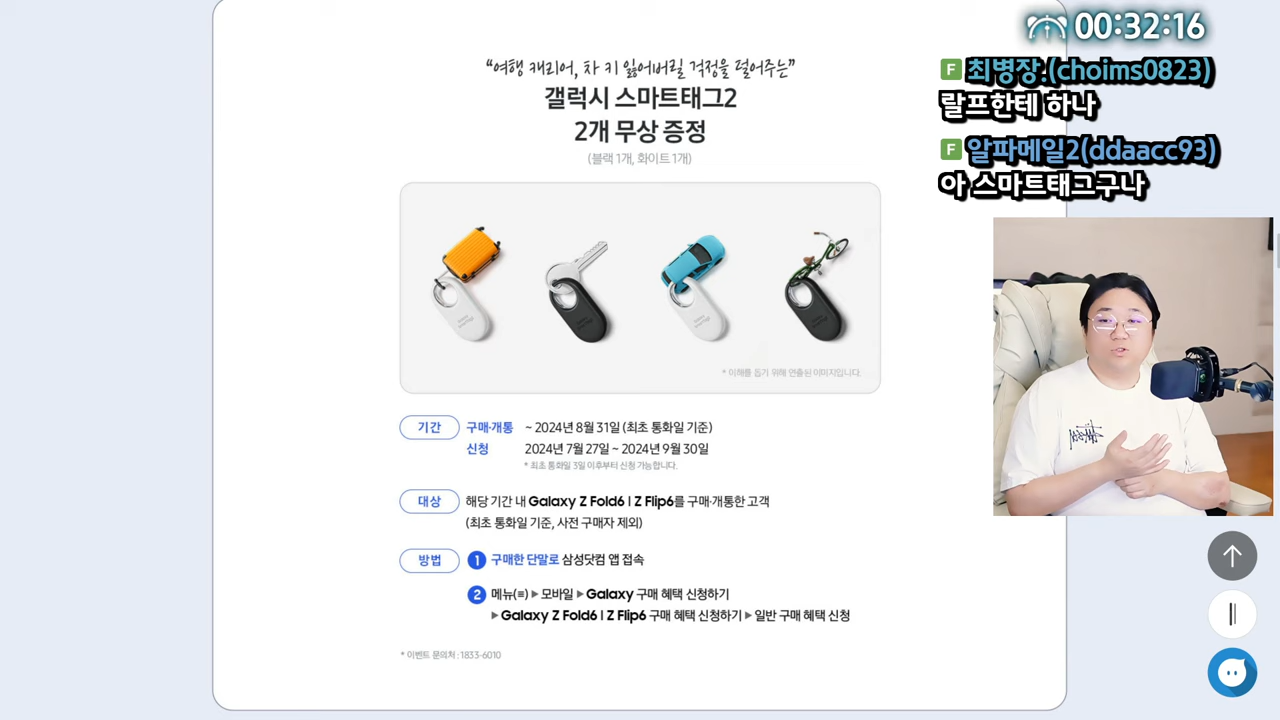 “여행 캐리어, 차 키 잃어버릴 걱정을 덜어주는”
갤럭시 스마트태그2
2개 무상 증정
(블랙 1개, 화이트 1개)
* 이해를 돕기 위해 연출된 이미지입니다.
기간
구매·개통 ~ 2024년 8월 31일 (최초 통화일 기준)
신청 2024년 7월 27일 ~ 2024년 9월 30일
* 최초 통화일 3일 이후부터 신청 가능합니다.
대상
해당 기간 내 Galaxy Z Fold6 | Z Flip6를 구매·개통한 고객
(최초 통화일 기준, 사전 구매자 제외)
방법
1 구매한 단말로 삼성닷컴 앱 접속
2 메뉴(≡) ▶ 모바일 ▶ Galaxy 구매 혜택 신청하기
▶ Galaxy Z Fold6 | Z Flip6 구매 혜택 신청하기 ▶ 일반 구매 혜택 신청
* 이벤트 문의처 : 1833-6010
00:32:16
F 최병장.(choims0823)
랄프한테 하나
F 알파메일2(ddaacc93)
아 스마트태그구나